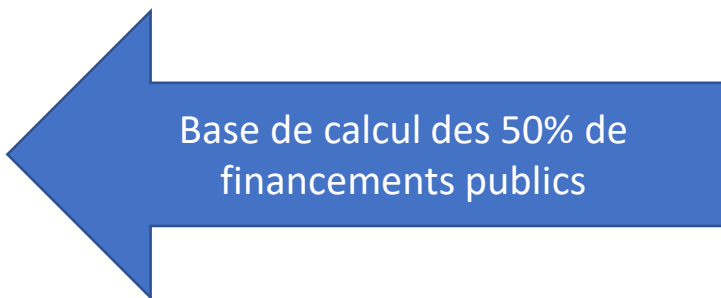 Base de calcul des 50% de
financements publics